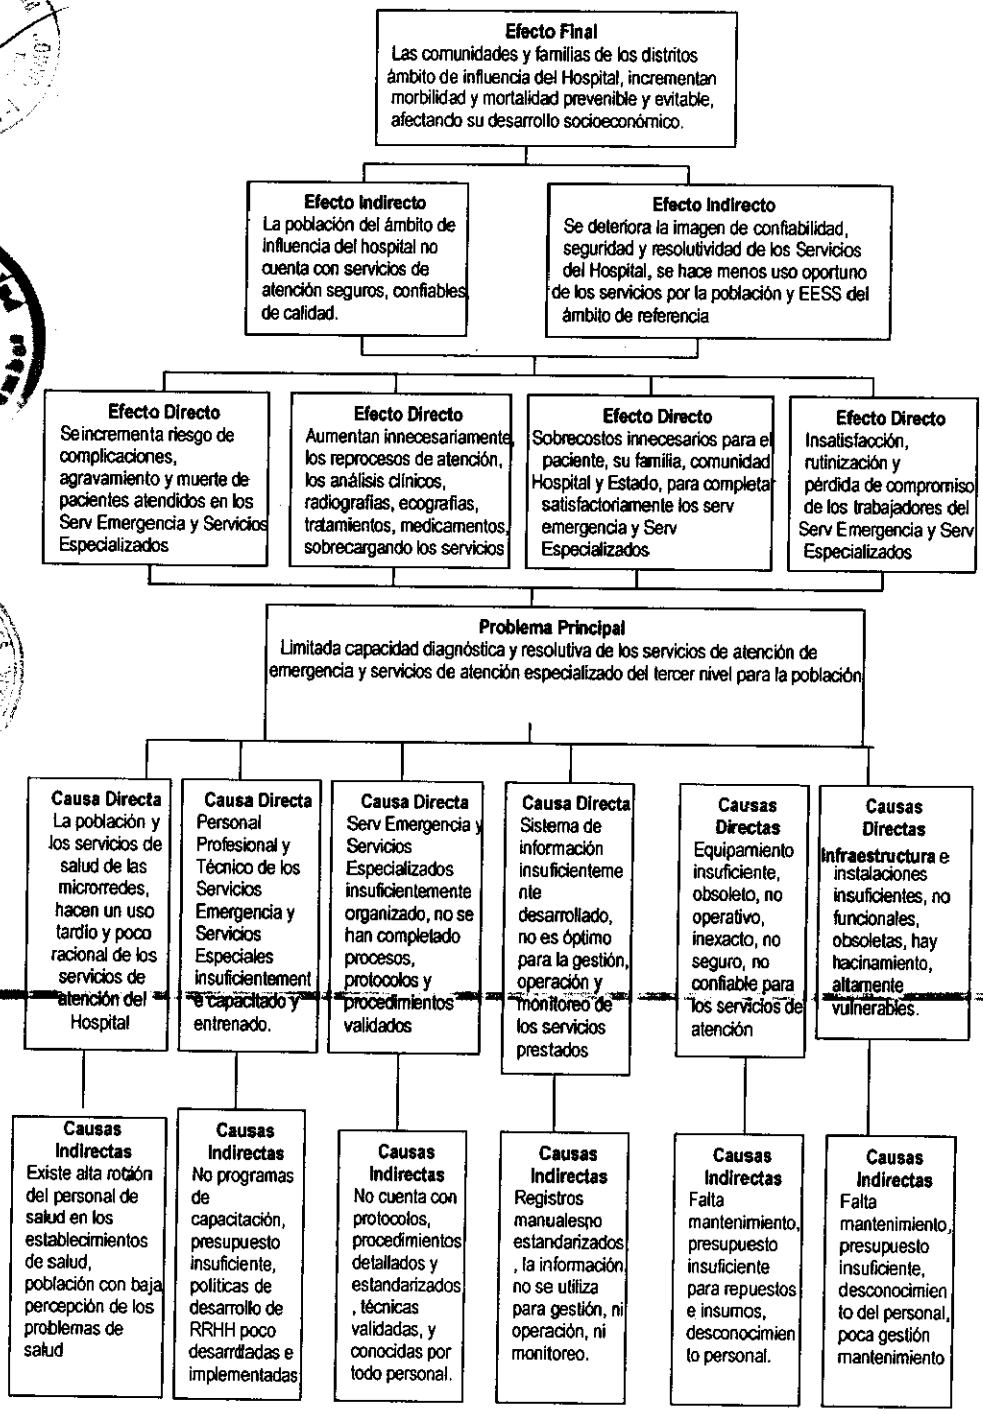 Efecto Final
Las comunidades y familias de los distritos
ámbito de influencia del Hospital, incrementan
morbilidad y mortalidad prevenible y evitable,
afectando su desarrollo socioeconómico.
Efecto Indirecto
La población del ámbito de
influencia del hospital no
cuenta con servicios de
atención seguros, confiables
de calidad.
Efecto Indirecto
Se deteriora la imagen de confiabilidad,
seguridad y resolutividad de los Servicios
del Hospital, se hace menos uso oportuno
de los servicios por la población y EESS del
ámbito de referencia
Efecto Directo
Se incrementa riesgo de
complicaciones,
agravamiento y muerte de
pacientes atendidos en los
Serv Emergencia y Servicios
Especializados
Efecto Directo
Aumentan innecesariamente,
los reprocesos de atención,
los análisis clínicos,
radiografias, ecografias,
tratamientos, medicamentos,
sobrecargando los servicios
Efecto Directo
Sobrecostos innecesarios para el
paciente, su familia, comunidad
Hospital y Estado, para completar
satisfactoriamente los serv
emergencia y Serv
Especializados
Efecto Directo
Insatisfacción,
rutinización y
pérdida de compromiso
de los trabajadores del
Serv Emergencia y Serv
Especializados
Problema Principal
Limitada capacidad diagnóstica y resolutiva de los servicios de atención de
emergencia y servicios de atención especializado del tercer nivel para la población
Causa Directa
La población y
los servicios de
salud de las
microrredes,
hacen un uso
tardío y poco
racional de los
servicios de
atención del
Hospital
Causa Directa
Personal
Profesional y
Técnico de los
Servicios
Emergencia y
Servicios
Especiales
insuficientement
e capacitado y
entrenado.
Causa Directa
Serv Emergencia y
Servicios
Especializados
insuficientemente
organizado, no se
han completado
procesos,
protocolos y
procedimientos
validados
Causa Directa
Sistema de
información
insuficienteme
nte
desarrollado,
no es óptimo
para la gestión,
operación y
monitoreo de
los servicios
prestados
Causas
Directas
Equipamiento
insuficiente,
obsoleto, no
operativo,
inexacto, no
seguro, no
confiable para
los servicios de
atención
Causas
Directas
Infraestructura e
instalaciones
insuficientes, no
funcionales,
obsoletas, hay
hacinamiento,
altamente
vulnerables.
Causas
Indirectas
Existe alta rotción
del personal de
salud en los
establecimientos
de salud,
población con baja
percepción de los
problemas de
salud
Causas
Indirectas
No programas
de
capacitación,
presupuesto
insuficiente,
políticas de
desarrollo de
RRHH poco
desarrdladas e
implementadas
Causas
Indirectas
No cuenta con
protocolos,
procedimientos
detallados y
estandarizados
, técnicas
validadas, y
conocidas por
todo personal.
Causas
Indirectas
Registros
manualesno
estandarizados
, la información
no se utiliza
para gestión, ni
operación, ni
monitoreo.
Causas
Indirectas
Falta
mantenimiento,
presupuesto
insuficiente
para repuestos
e insumos,
desconocimien
to personal.
Causas
Indirectas
Falta
mantenimiento,
presupuesto
insuficiente,
desconocimien
to del personal,
poca gestión
mantenimiento